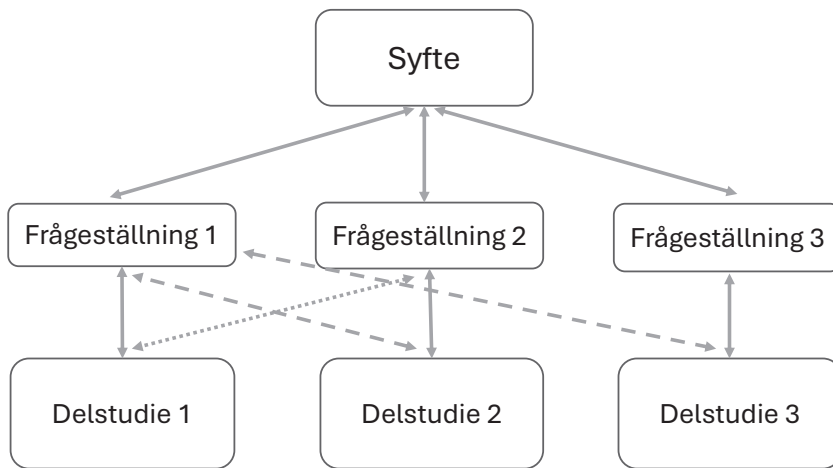 Syfte
Frågeställning 1
Frågeställning 2
Frågeställning 3
Delstudie 1
Delstudie 2
Delstudie 3